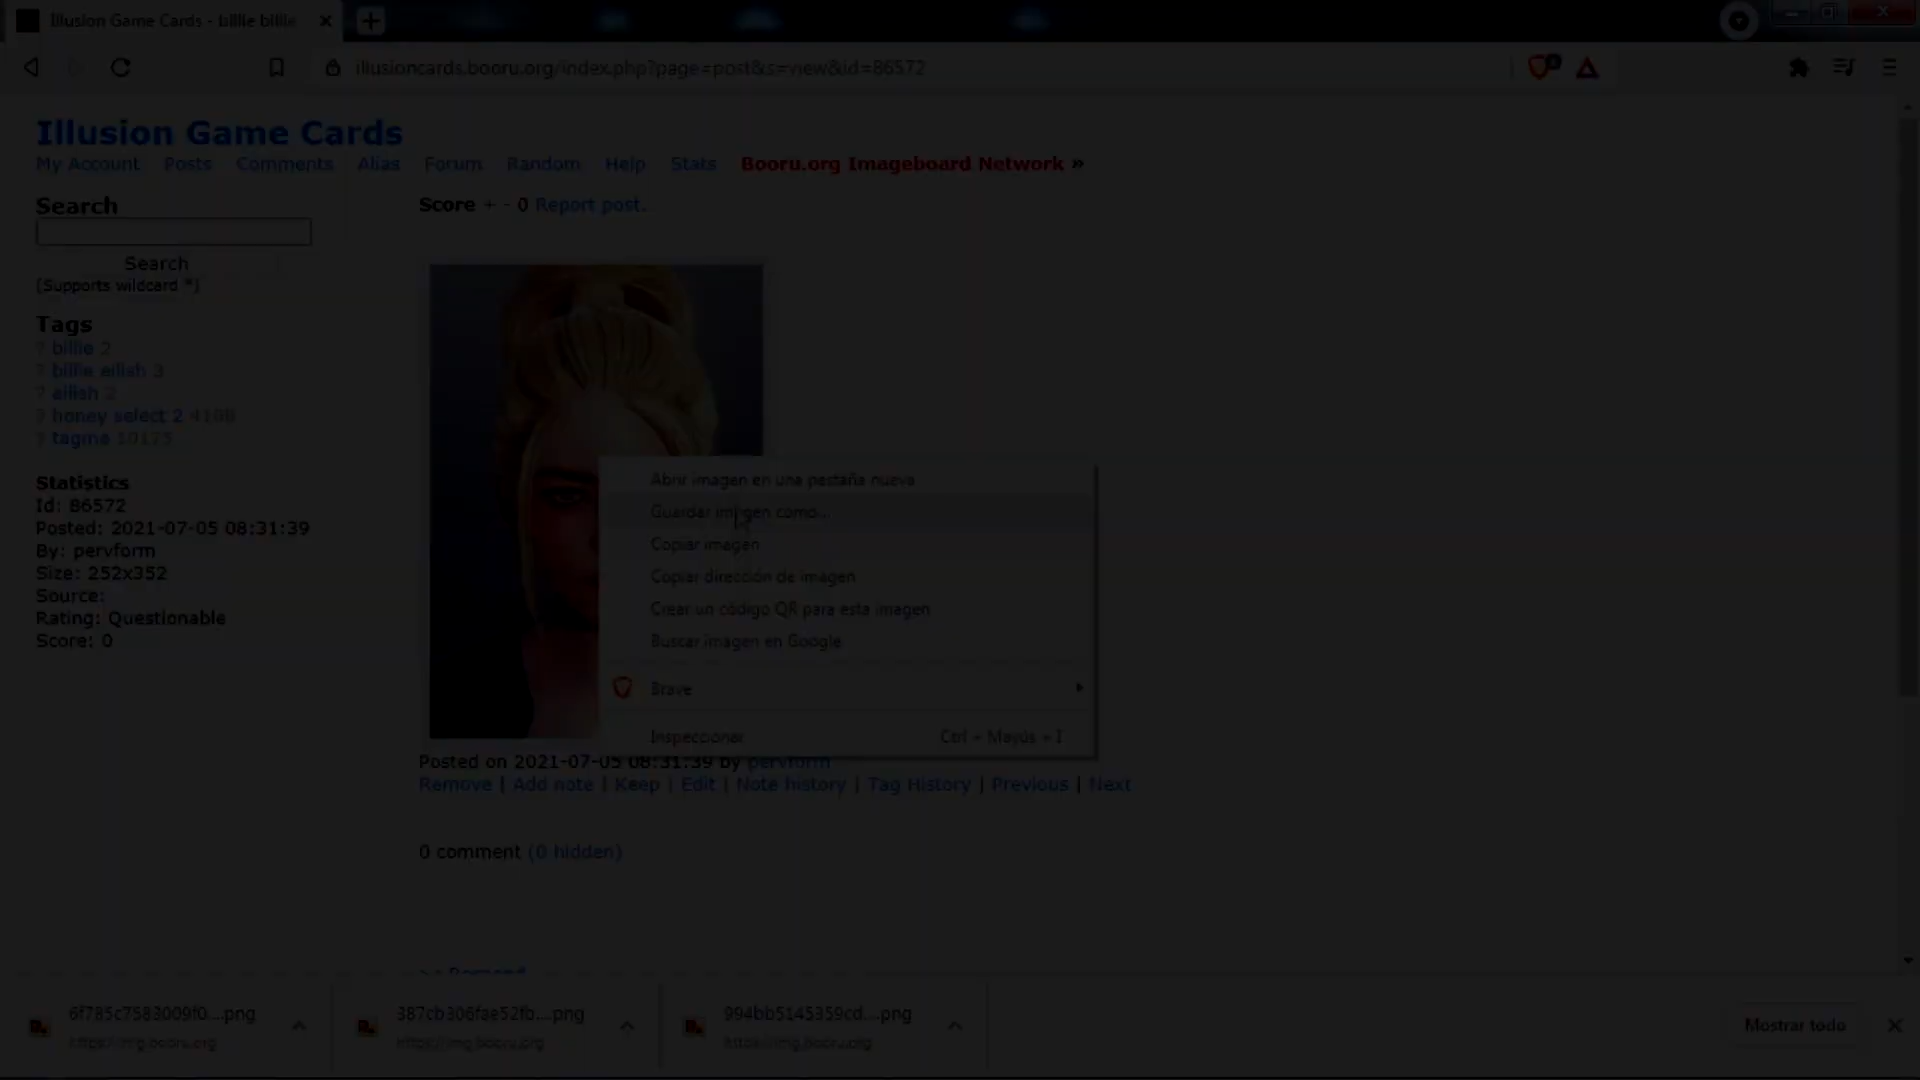 Illusion Game Cards - billie billie
illusioncards.booru.org/index.php?page=post&s=view&id=86572
Illusion Game Cards
My Account Posts Comments Alias Forum Random Help Stats Booru.org Imageboard Network »
Search
Score + - 0 Report post.
Search
(Supports wildcard *)
Tags
? billie 2
? billie eilish 3
? eilish 2
? honey select 2 4198
? tagme 10175
Statistics
Id: 86572
Posted: 2021-07-05 08:31:39
By: pervform
Size: 252x352
Source:
Rating: Questionable
Score: 0
Abrir imagen en una pestaña nueva
Guardar imagen como...
Copiar imagen
Copiar dirección de imagen
Crear un código QR para esta imagen
Buscar imagen en Google
Brave
Inspeccionar Ctrl + Mayús + I
Posted on 2021-07-05 08:31:39 by pervform
Remove | Add note | Keep | Edit | Note history | Tag History | Previous | Next
0 comment (0 hidden)
6f785c7583009f0....png
https://img.booru.org
387cb306fae52fb....png
https://img.booru.org
994bb5145359cd....png
https://img.booru.org
Mostrar todo